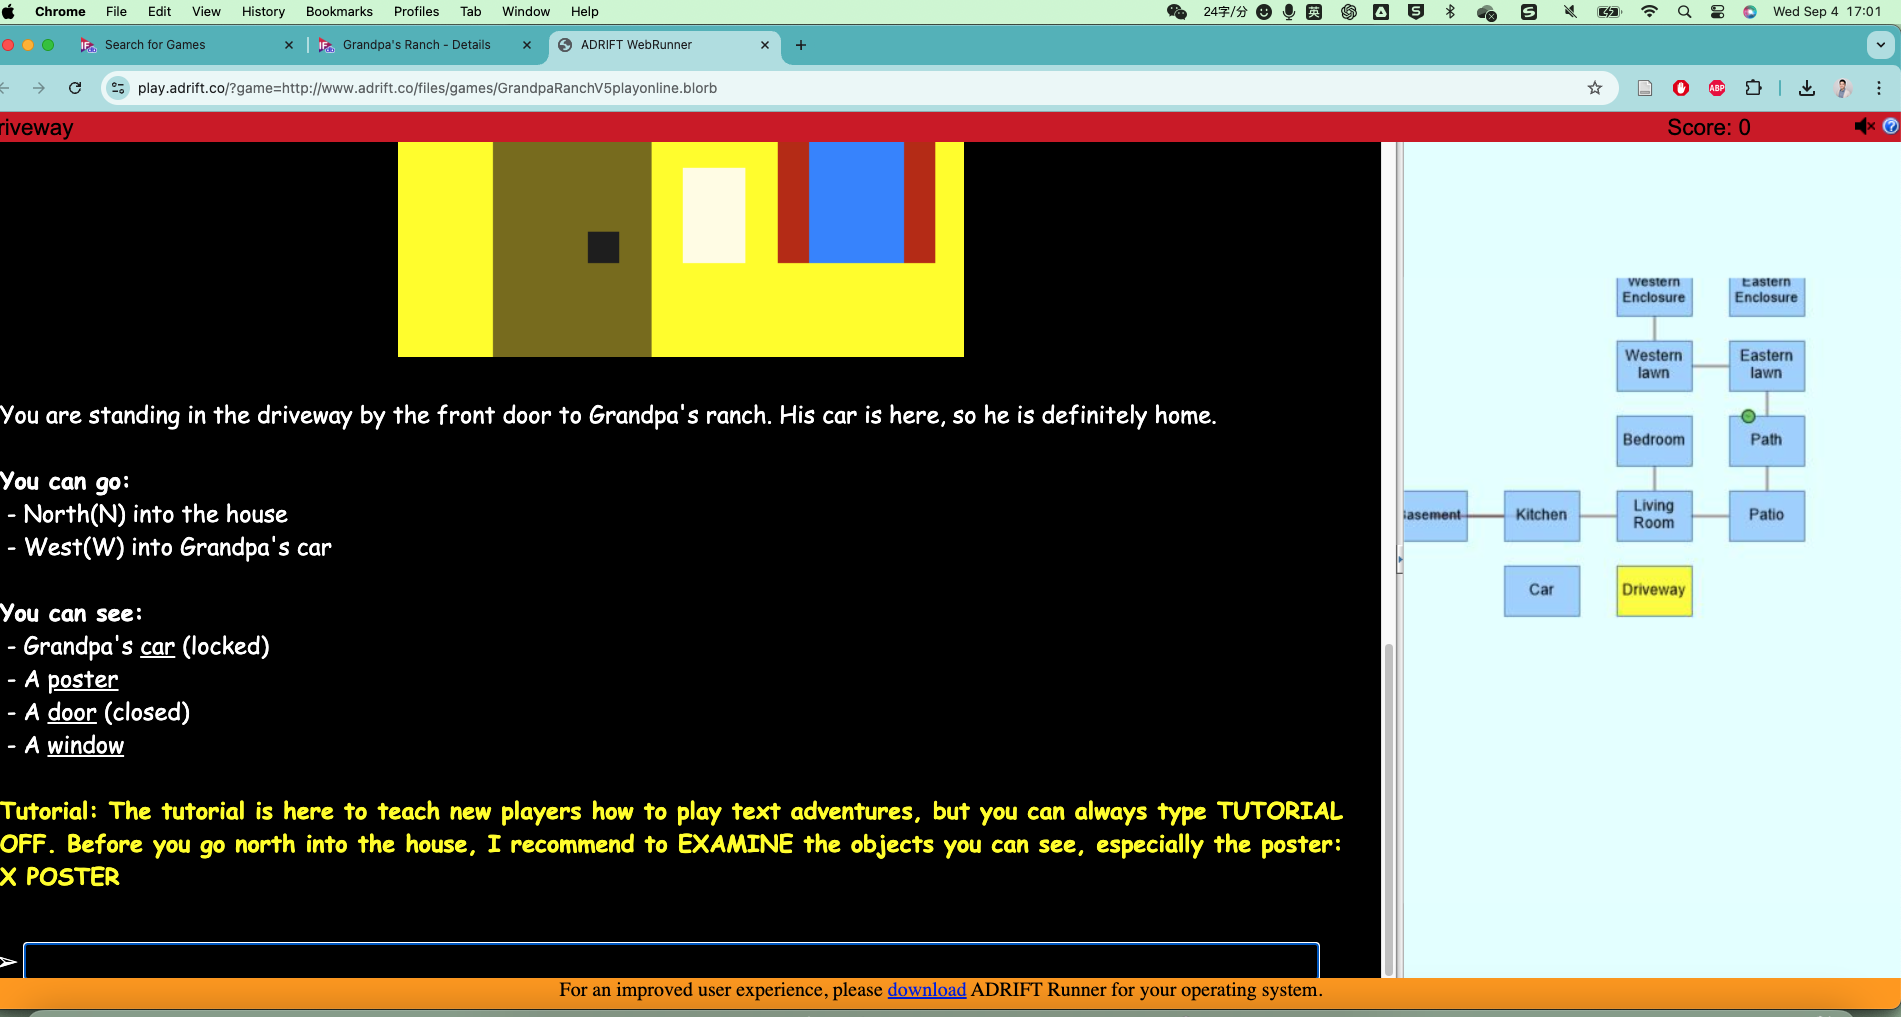 Chrome File Edit View History Bookmarks Profiles Tab Window Help 24字/分 英 Wed Sep 4 17:01
Search for Games Grandpa's Ranch - Details ADRIFT WebRunner
play.adrift.co/?game=http://www.adrift.co/files/games/GrandpaRanchV5playonline.blorb ABP
riveway Score: 0
You are standing in the driveway by the front door to Grandpa's ranch. His car is here, so he is definitely home.
You can go:
- North(N) into the house
- West(W) into Grandpa's car
You can see:
- Grandpa's car (locked)
- A poster
- A door (closed)
- A window
Tutorial: The tutorial is here to teach new players how to play text adventures, but you can always type TUTORIAL
OFF. Before you go north into the house, I recommend to EXAMINE the objects you can see, especially the poster:
X POSTER
Western Eastern
Enclosure Enclosure
Western Eastern
lawn lawn
Bedroom Path
Basement Kitchen Living Room Patio
Car Driveway
For an improved user experience, please download ADRIFT Runner for your operating system.